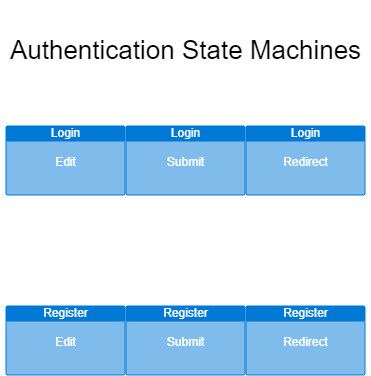 Authentication State Machines
Login Login Login
Edit Submit Redirect
Register Register Register
Edit Submit Redirect